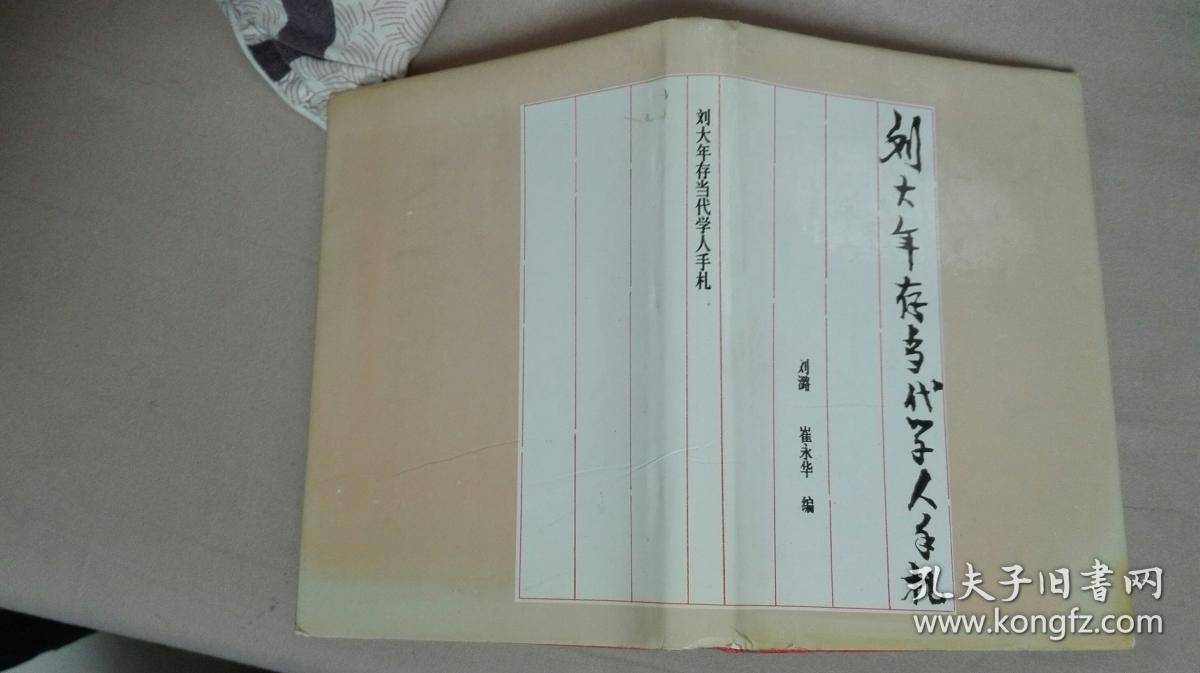 刘大年存当代学人手札
刘潞 崔永华 编
刘大年存当代学人手札
孔夫子旧書网
www.kongfz.com